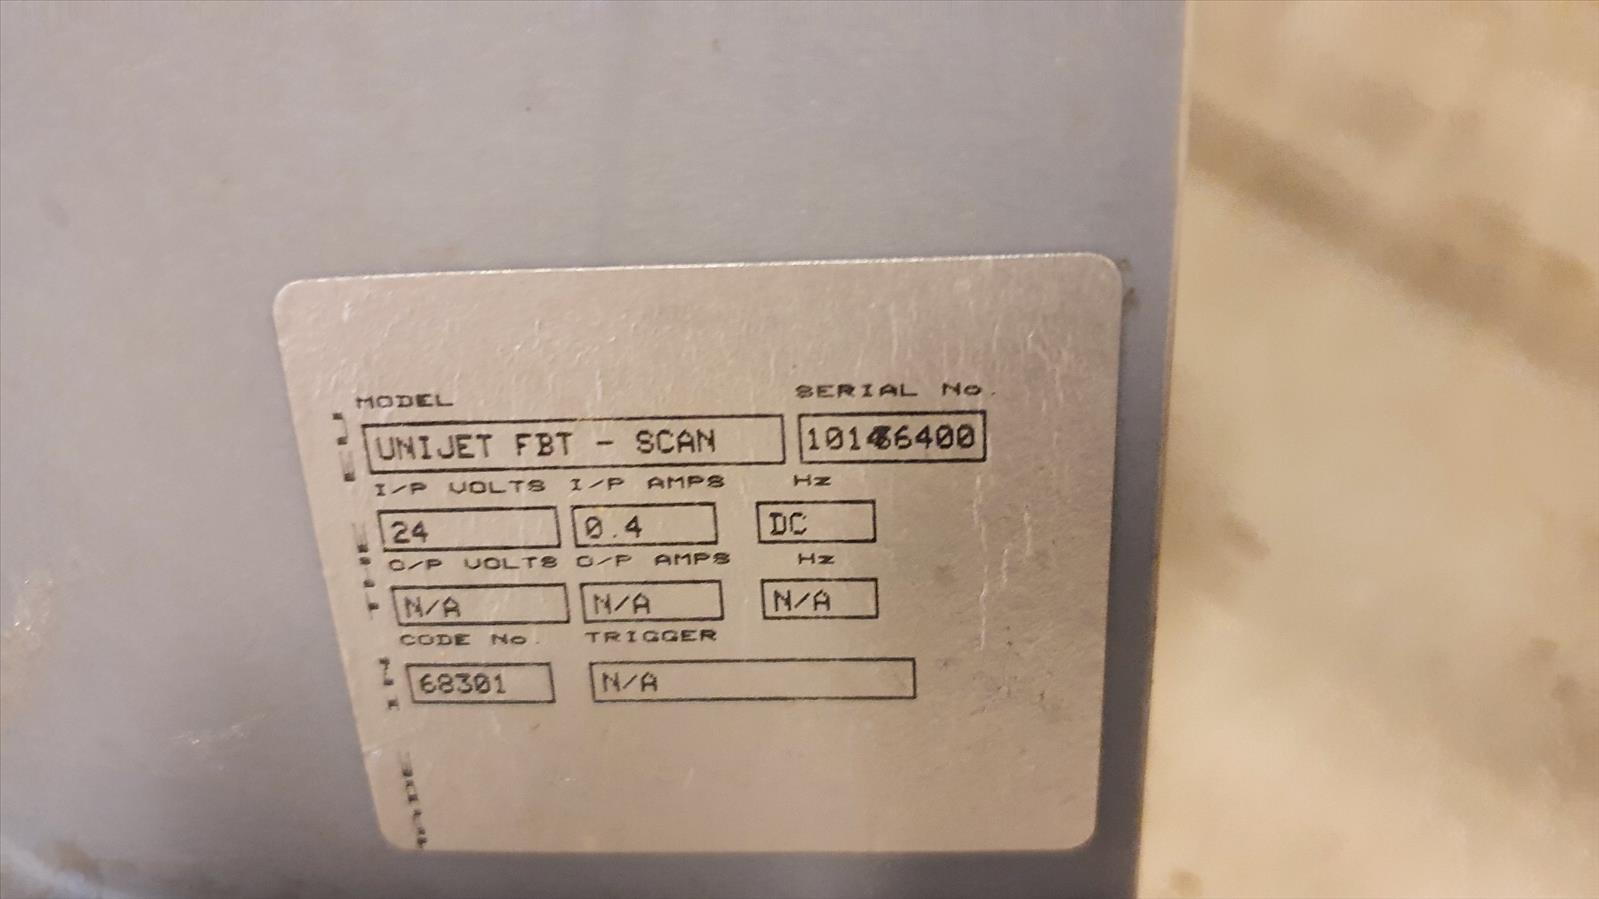 MODEL SERIAL No.
UNIJET FBT - SCAN
I/P VOLTS I/P AMPS Hz
24 0.4 DC
O/P VOLTS O/P AMPS Hz
N/A N/A N/A
CODE No. TRIGGER
68301 N/A